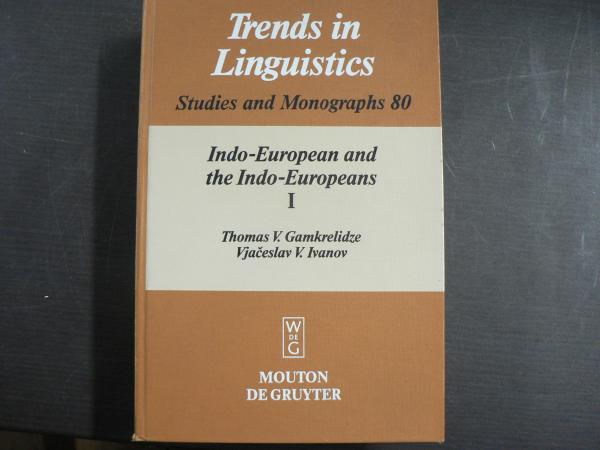 Trends in
Linguistics
Studies and Monographs 80
Indo-European and
the Indo-Europeans
I
Thomas V. Gamkrelidze
Vjačeslav V. Ivanov
W
DE
G
MOUTON
DE GRUYTER